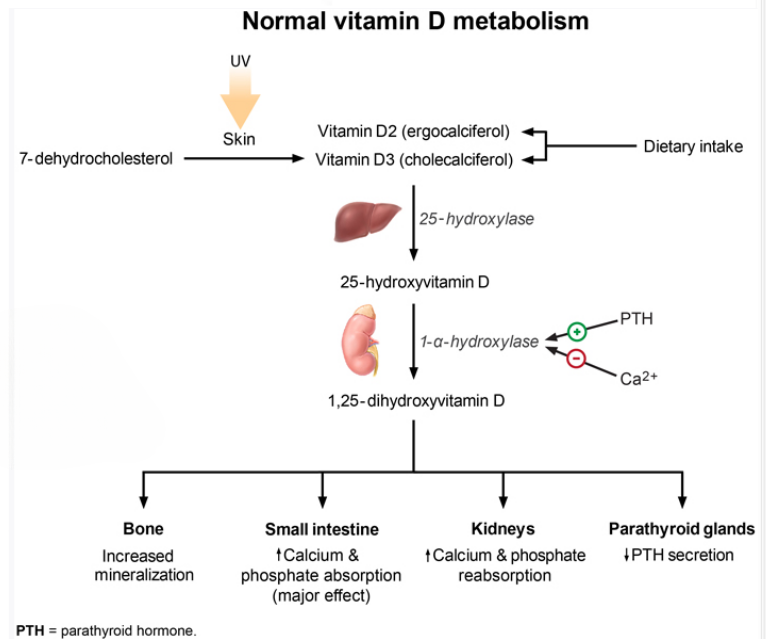 Normal vitamin D metabolism
UV
Skin
7-dehydrocholesterol
Vitamin D2 (ergocalciferol)
Vitamin D3 (cholecalciferol)
Dietary intake
25-hydroxylase
25-hydroxyvitamin D
1-α-hydroxylase
+
PTH
−
Ca²⁺
1,25-dihydroxyvitamin D
Bone
Increased
mineralization
Small intestine
↑Calcium &
phosphate absorption
(major effect)
Kidneys
↑Calcium & phosphate
reabsorption
Parathyroid glands
↓PTH secretion
PTH = parathyroid hormone.